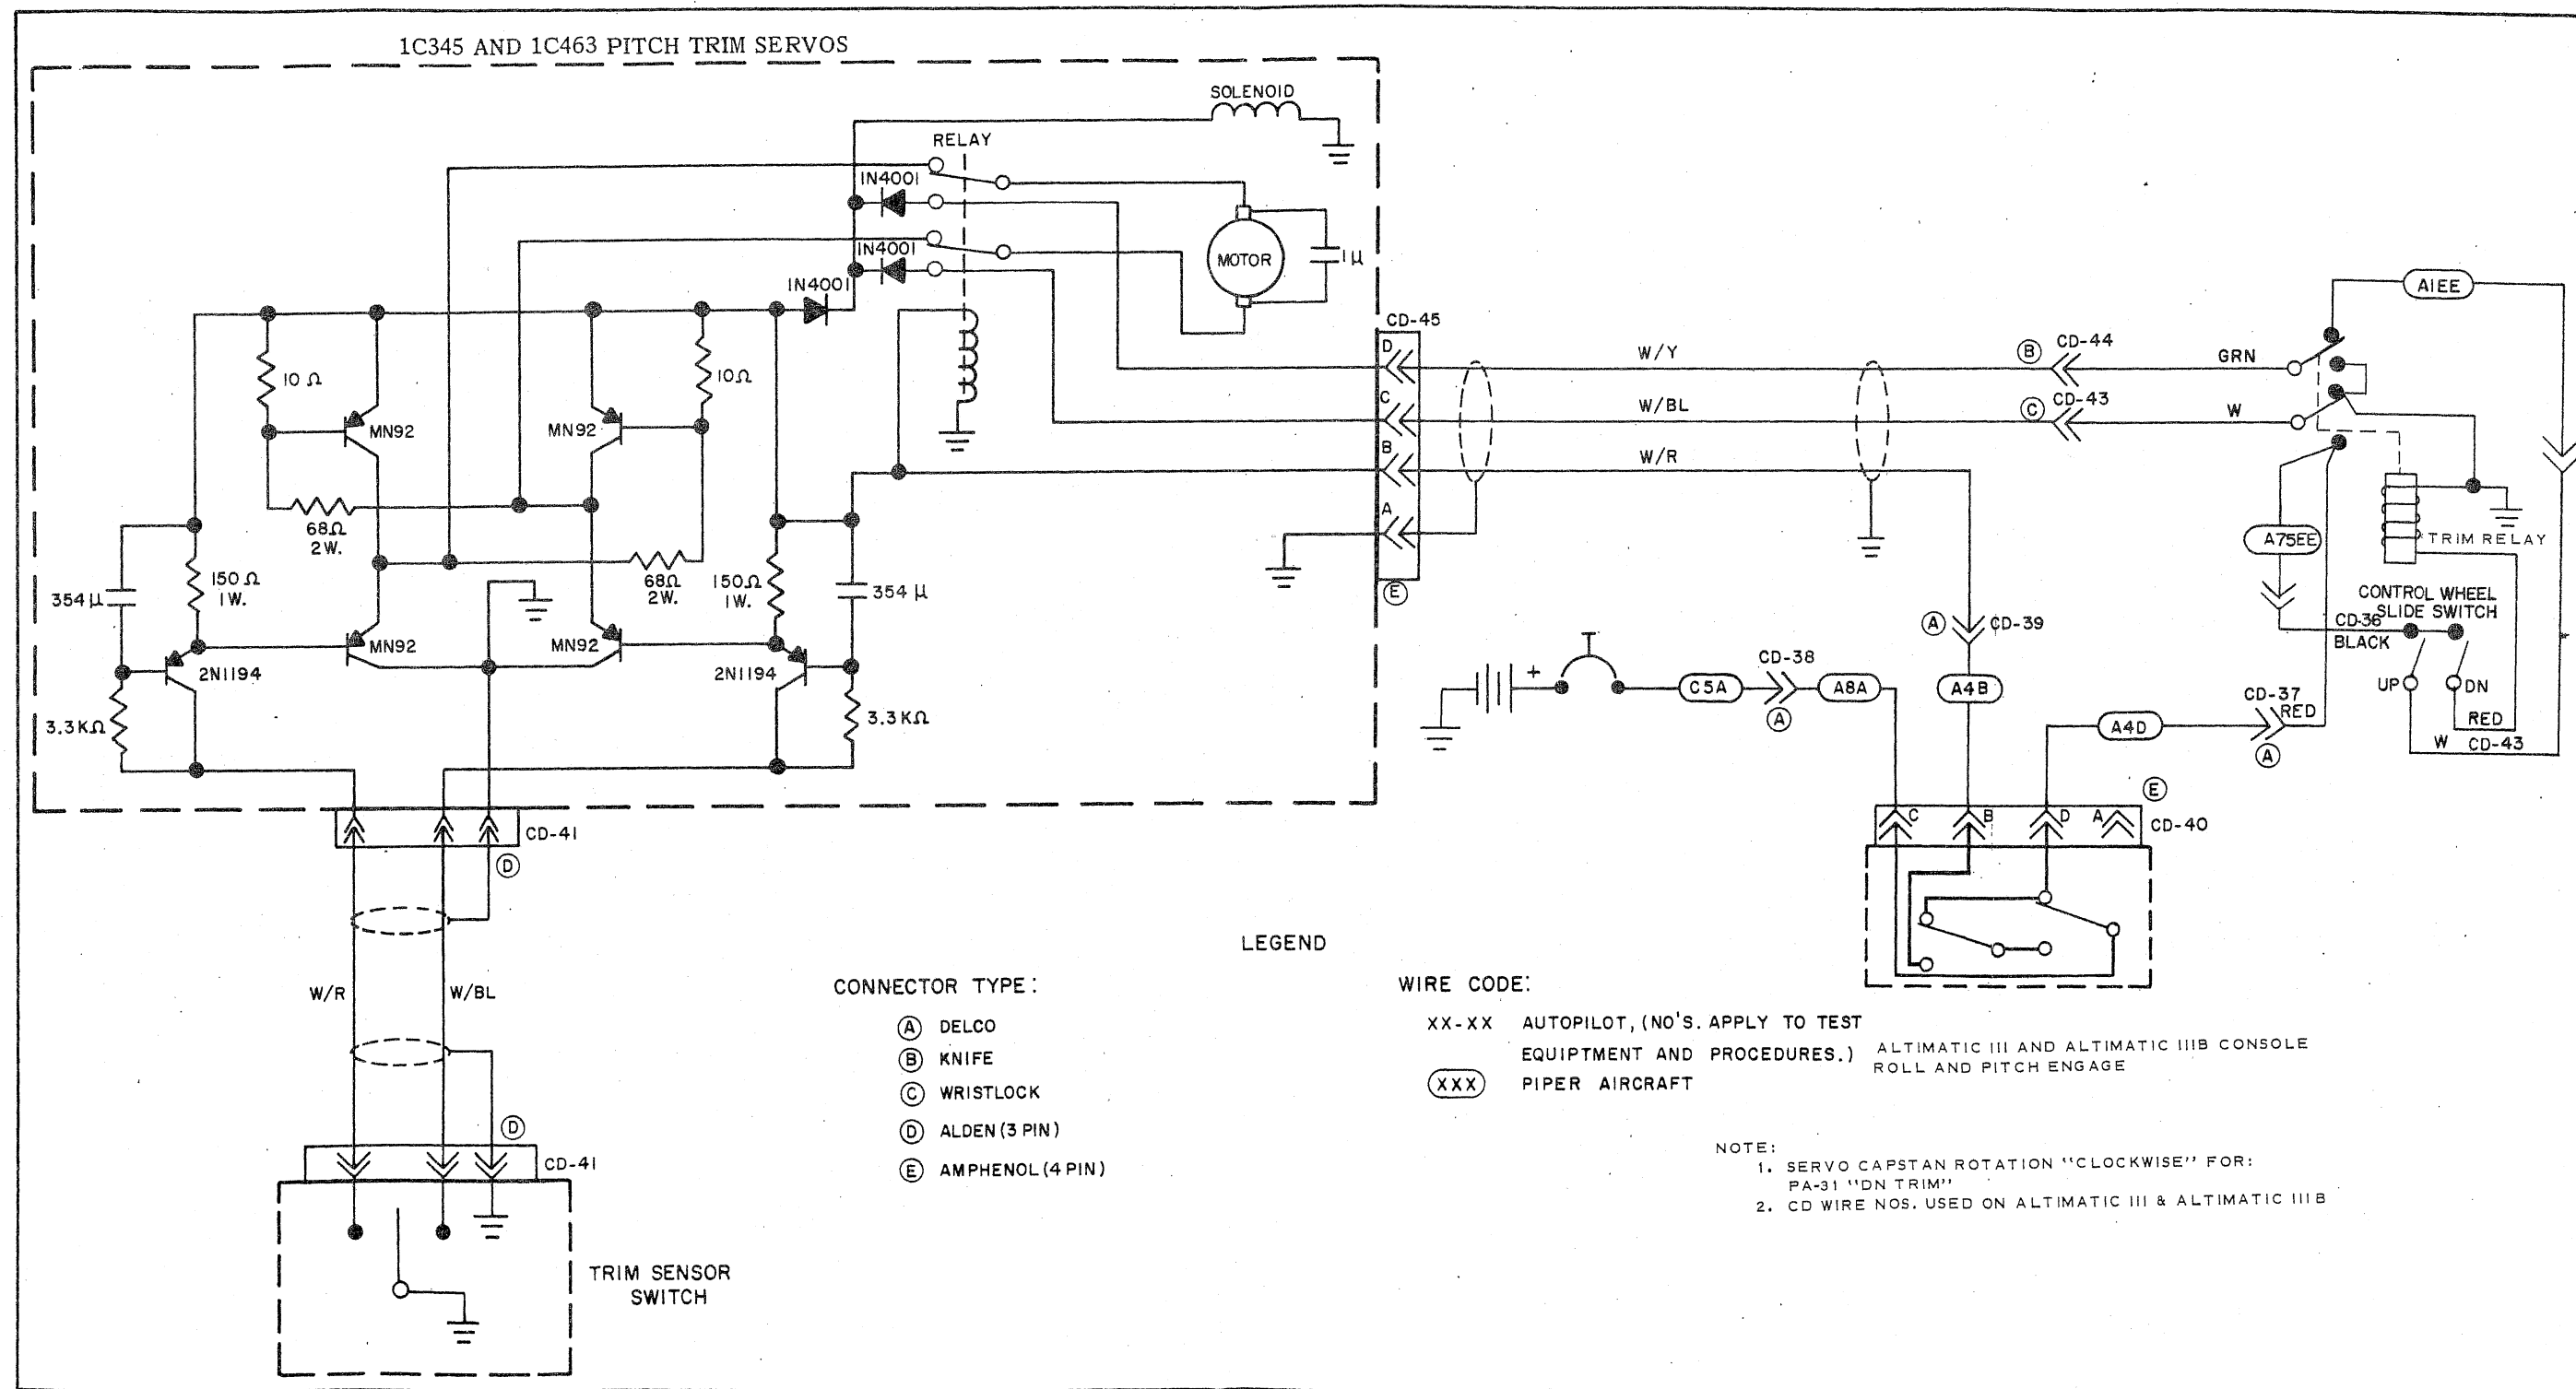 1C345 AND 1C463 PITCH TRIM SERVOS
SOLENOID
RELAY
1N4001
1N4001
1N4001
MOTOR
1µ
10 Ω
10Ω
MN92
MN92
68Ω
2W.
68Ω
2W.
150Ω
1W.
150Ω
1W.
354 µ
354 µ
MN92
MN92
2N1194
2N1194
3.3KΩ
3.3KΩ
CD-45
D
C
B
A
E
W/Y
W/BL
W/R
B
CD-44
GRN
C
CD-43
W
A1EE
A75EE
TRIM RELAY
CONTROL WHEEL
SLIDE SWITCH
CD-36
BLACK
UP
DN
RED
W CD-43
A
CD-39
+
C5A
CD-38
A
A8A
A4B
A4D
CD-37
RED
A
E
C
B
D
A
CD-40
CD-41
D
W/R
W/BL
D
CD-41
TRIM SENSOR
SWITCH
LEGEND
CONNECTOR TYPE:
A DELCO
B KNIFE
C WRISTLOCK
D ALDEN (3 PIN)
E AMPHENOL (4 PIN)
WIRE CODE:
XX-XX AUTOPILOT, (NO'S. APPLY TO TEST
EQUIPTMENT AND PROCEDURES.)
XXX PIPER AIRCRAFT
ALTIMATIC III AND ALTIMATIC IIIB CONSOLE
ROLL AND PITCH ENGAGE
NOTE:
1. SERVO CAPSTAN ROTATION "CLOCKWISE" FOR:
PA-31 "DN TRIM"
2. CD WIRE NOS. USED ON ALTIMATIC III & ALTIMATIC IIIB